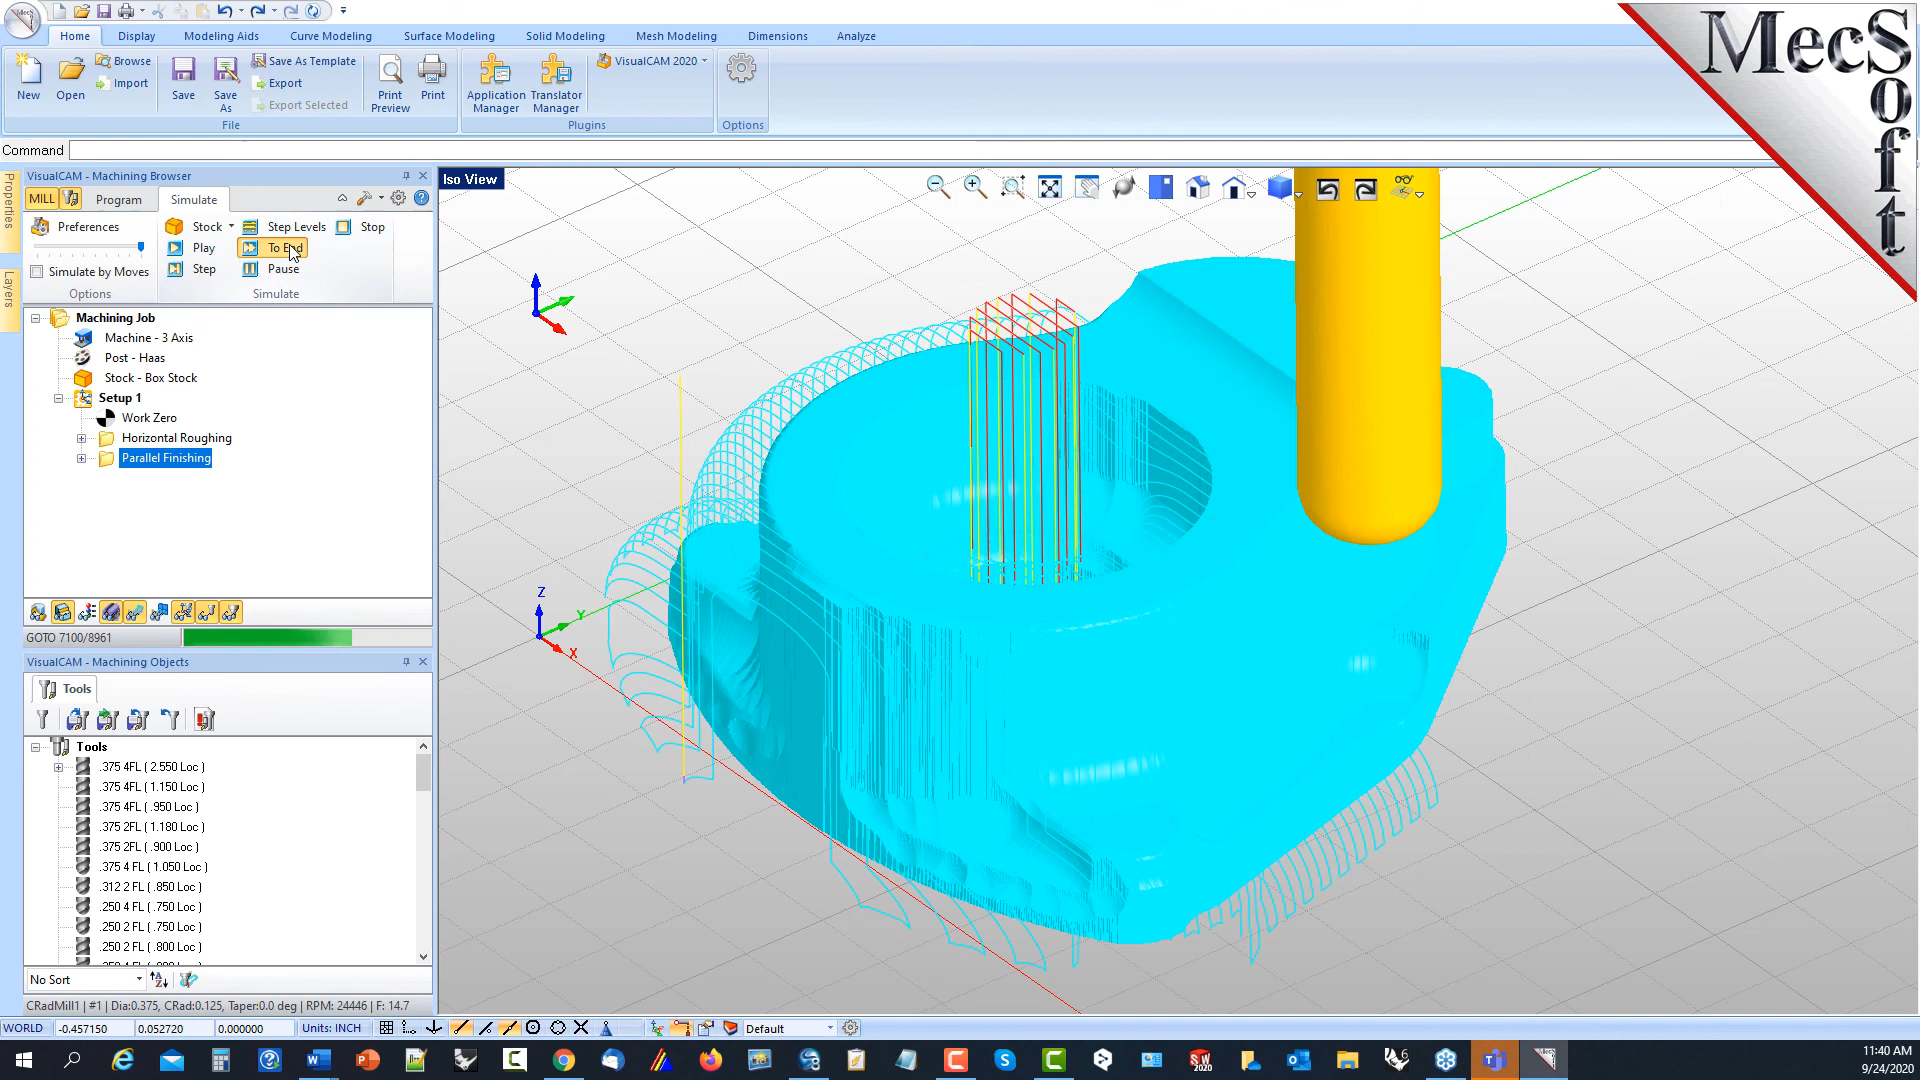 MecSoft
Home Display Modeling Aids Curve Modeling Surface Modeling Solid Modeling Mesh Modeling Dimensions Analyze
New Open Browse Import Save Save As Save As Template Export Export Selected Print Preview Print Application Manager Translator Manager VisualCAM 2020
File Plugins Options
Command
Properties
Layers
VisualCAM - Machining Browser
MILL Program Simulate
Preferences Stock Step Levels Stop
Play To End
Simulate by Moves Step Pause
Options Simulate
Machining Job
Machine - 3 Axis
Post - Haas
Stock - Box Stock
Setup 1
Work Zero
Horizontal Roughing
Parallel Finishing
GOTO 7100/8961
VisualCAM - Machining Objects
Tools
Tools
.375 4FL ( 2.550 Loc )
.375 4FL ( 1.150 Loc )
.375 4FL ( .950 Loc )
.375 2FL ( 1.180 Loc )
.375 2FL ( .900 Loc )
.375 4 FL ( 1.050 Loc )
.312 2 FL ( .850 Loc )
.250 4 FL ( .750 Loc )
.250 2 FL ( .750 Loc )
.250 2 FL ( .800 Loc )
No Sort
CRadMill1 | #1 | Dia:0.375, CRad:0.125, Taper:0.0 deg | RPM: 24446 | F: 14.7
Iso View
Z
Y
X
WORLD -0.457150 0.052720 0.000000 Units: INCH Default
11:40 AM
9/24/2020